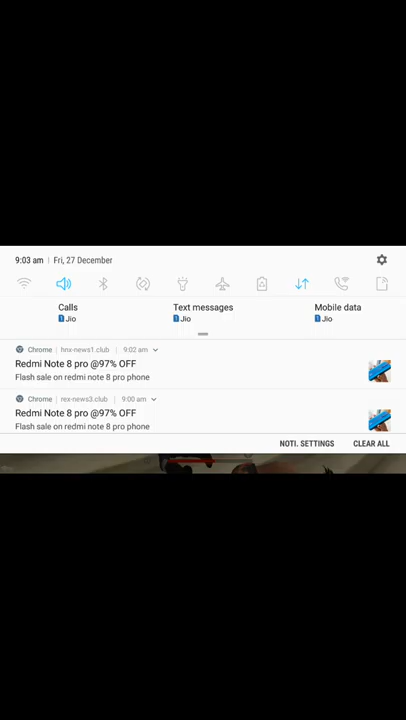 9:03 am | Fri, 27 December
Calls
1 Jio
Text messages
1 Jio
Mobile data
1 Jio
Chrome | hnx-news1.club | 9:02 am
Redmi Note 8 pro @97% OFF
Flash sale on redmi note 8 pro phone
Chrome | rex-news3.club | 9:00 am
Redmi Note 8 pro @97% OFF
Flash sale on redmi note 8 pro phone
NOTI. SETTINGS
CLEAR ALL